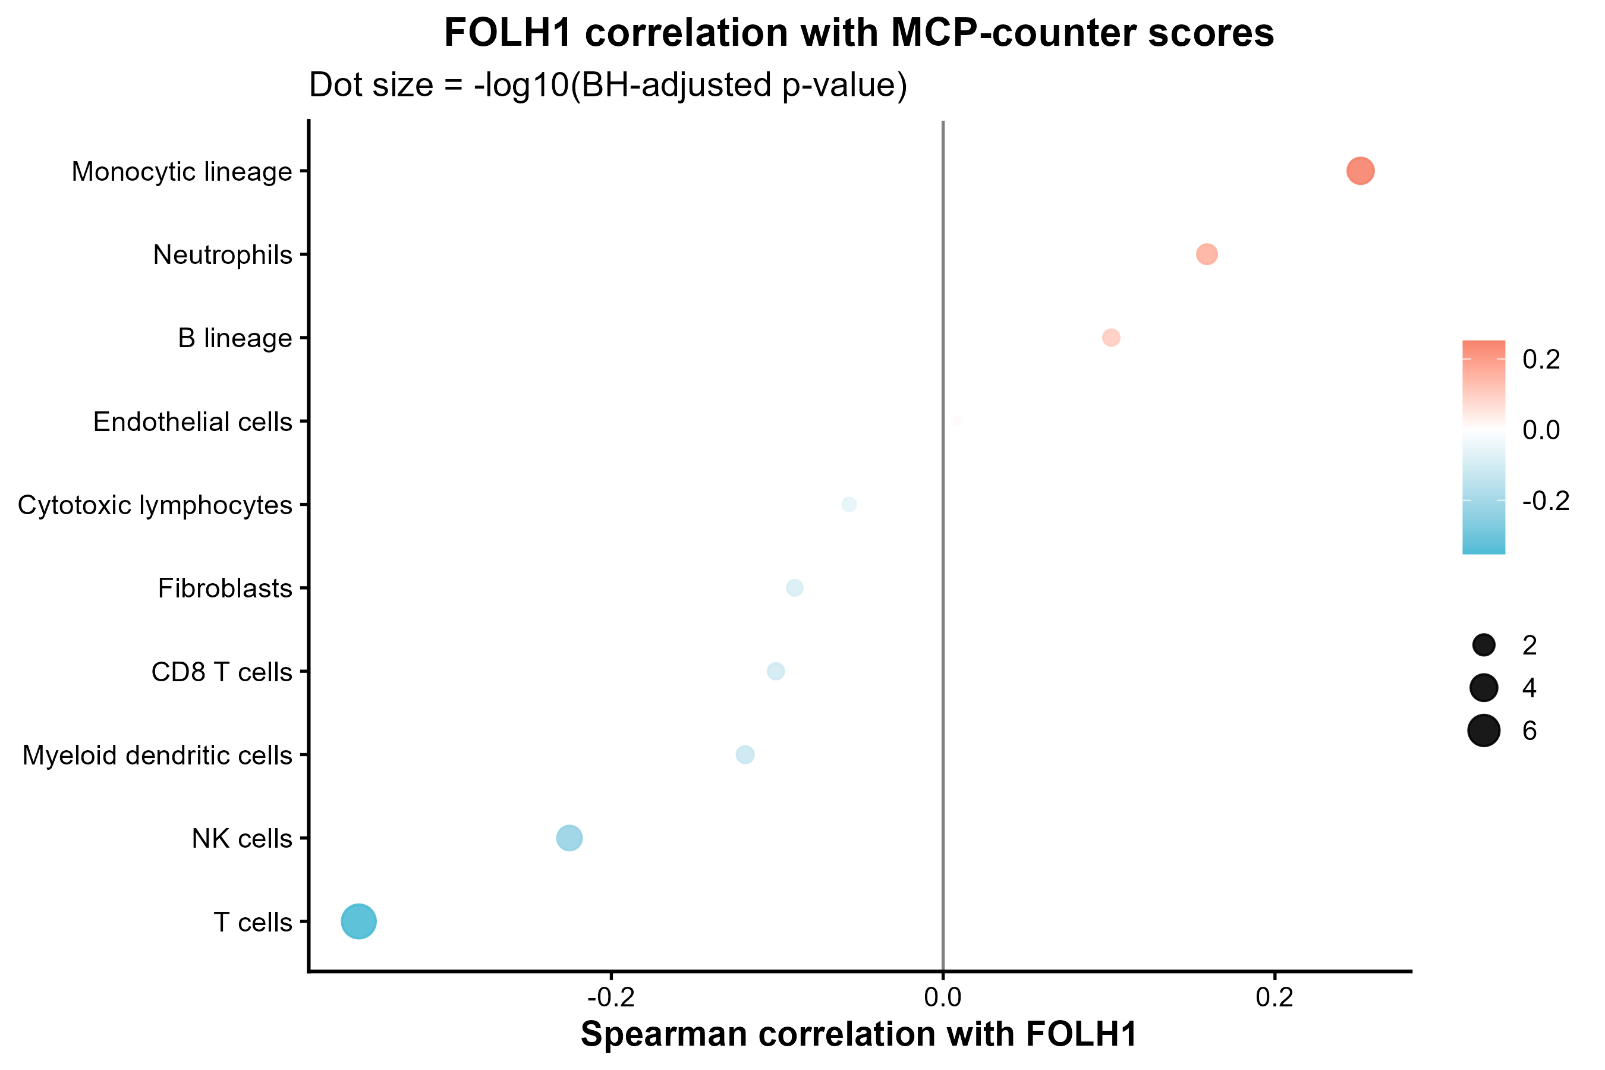 FOLH1 correlation with MCP-counter scores
Dot size = -log10(BH-adjusted p-value)
Monocytic lineage
Neutrophils
B lineage
Endothelial cells
Cytotoxic lymphocytes
Fibroblasts
CD8 T cells
Myeloid dendritic cells
NK cells
T cells
-0.2
0.0
0.2
Spearman correlation with FOLH1
0.2
0.0
-0.2
2
4
6